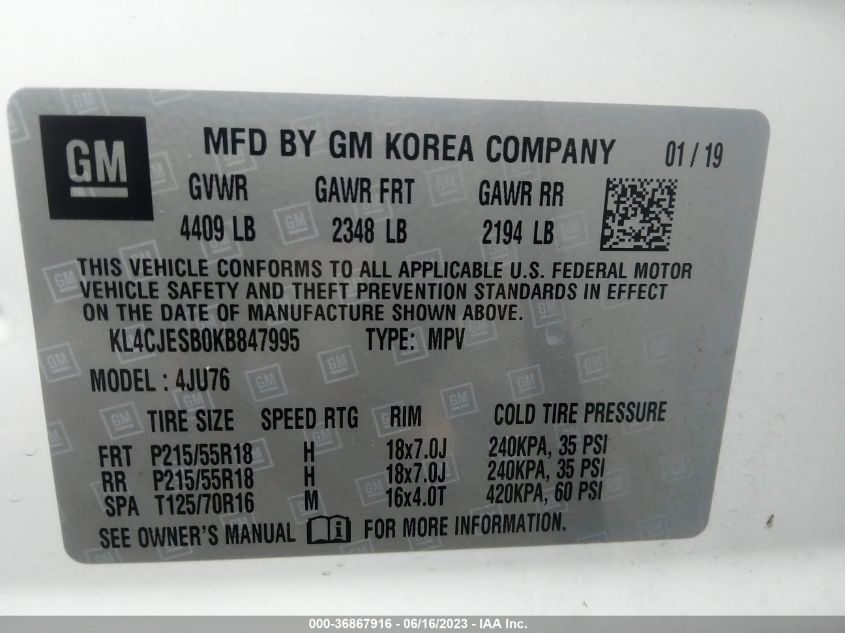 GM
MFD BY GM KOREA COMPANY 01 / 19
GVWR GAWR FRT GAWR RR
4409 LB 2348 LB 2194 LB
THIS VEHICLE CONFORMS TO ALL APPLICABLE U.S. FEDERAL MOTOR
VEHICLE SAFETY AND THEFT PREVENTION STANDARDS IN EFFECT
ON THE DATE OF MANUFACTURE SHOWN ABOVE.
KL4CJESB0KB847995 TYPE: MPV
MODEL : 4JU76
TIRE SIZE SPEED RTG RIM COLD TIRE PRESSURE
FRT P215/55R18 H 18x7.0J 240KPA, 35 PSI
RR P215/55R18 H 18x7.0J 240KPA, 35 PSI
SPA T125/70R16 M 16x4.0T 420KPA, 60 PSI
SEE OWNER'S MANUAL i FOR MORE INFORMATION.
000-36867916 - 06/16/2023 - IAA Inc.